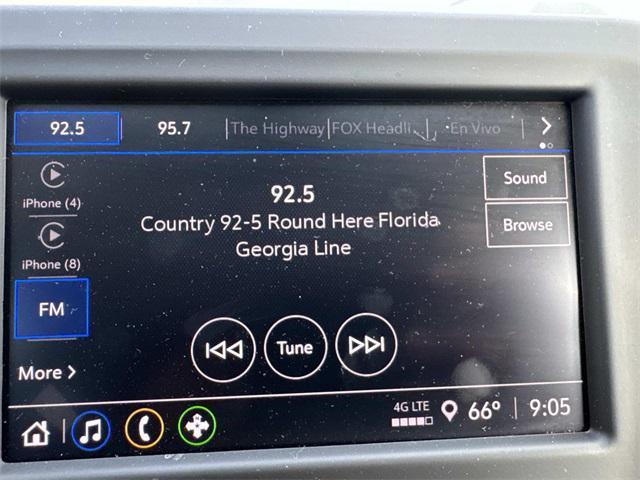 92.5 95.7 The Highway FOX Headli... En Vivo
iPhone (4)
iPhone (8)
FM
More
92.5
Country 92-5 Round Here Florida
Georgia Line
Sound
Browse
Tune
4G LTE 66° 9:05